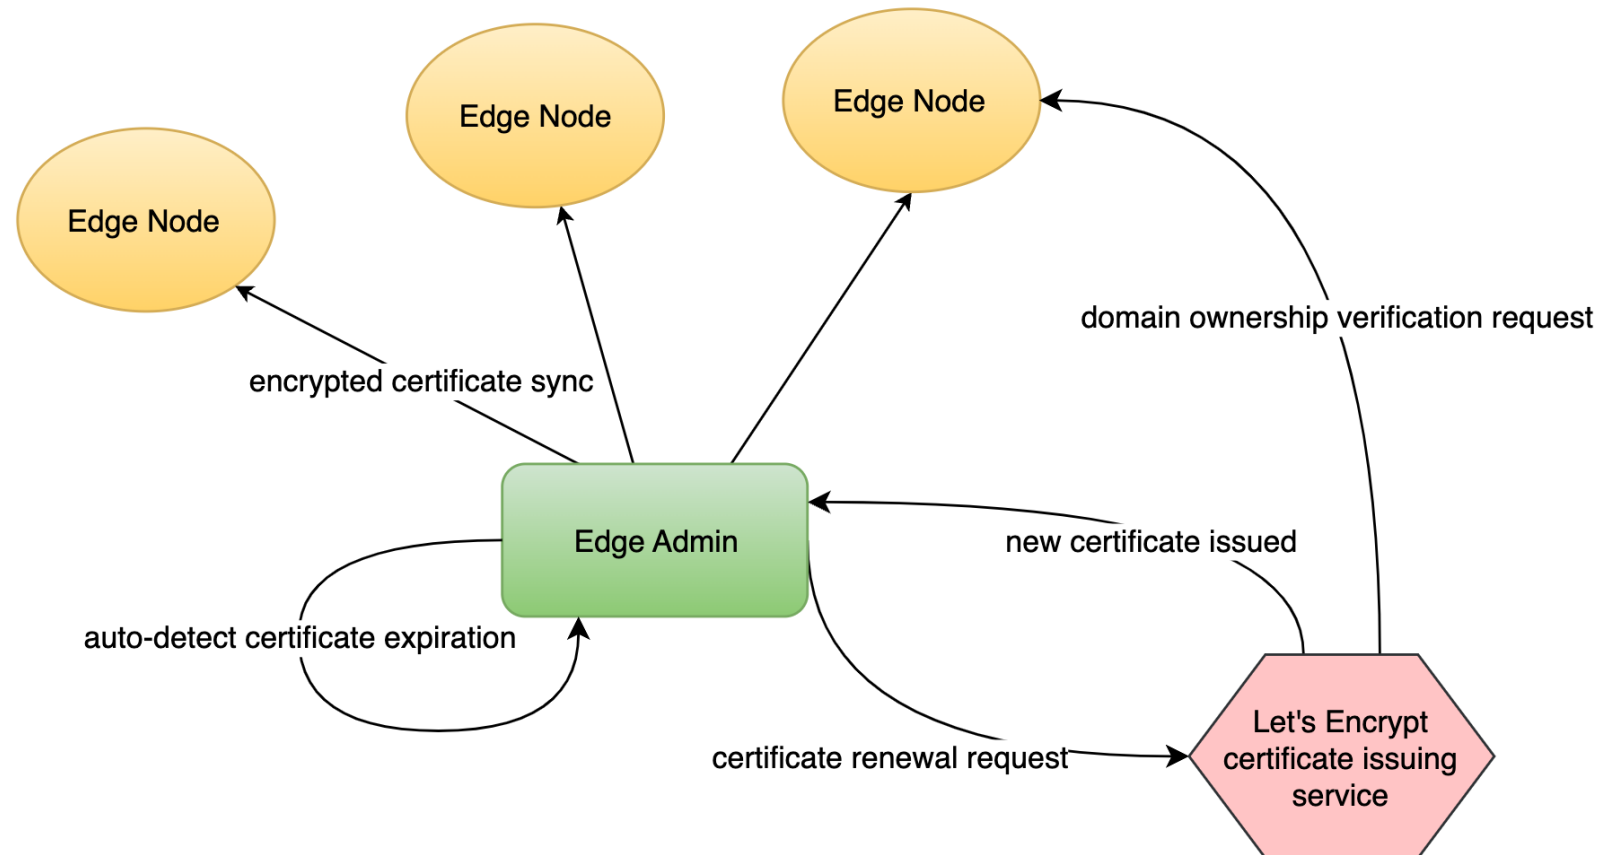 Edge Node
Edge Node
Edge Node
domain ownership verification request
encrypted certificate sync
Edge Admin
new certificate issued
auto-detect certificate expiration
certificate renewal request
Let's Encrypt
certificate issuing
service